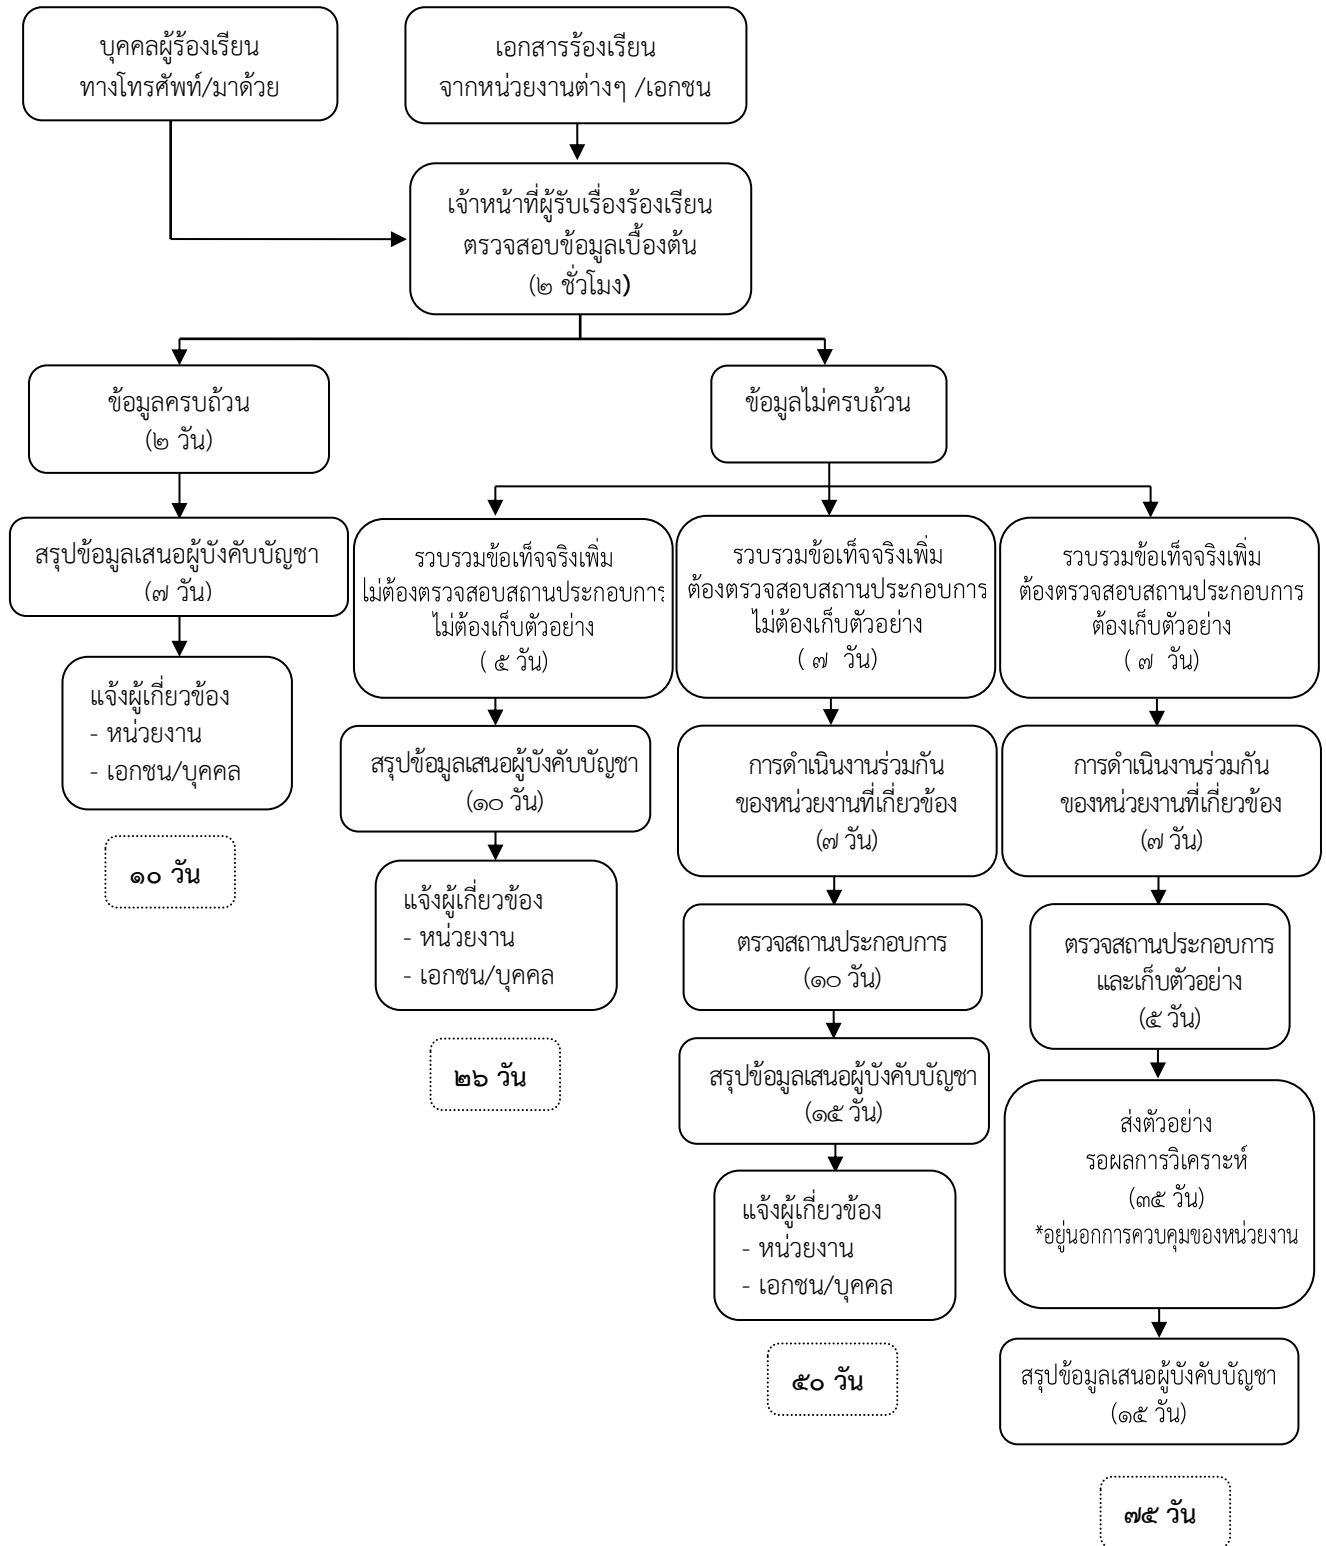 บุคคลผู้ร้องเรียน
ทางโทรศัพท์/มาด้วย
เอกสารร้องเรียน
จากหน่วยงานต่างๆ /เอกชน
เจ้าหน้าที่ผู้รับเรื่องร้องเรียน
ตรวจสอบข้อมูลเบื้องต้น
(๒ ชั่วโมง)
ข้อมูลครบถ้วน
(๒ วัน)
ข้อมูลไม่ครบถ้วน
สรุปข้อมูลเสนอผู้บังคับบัญชา
(๗ วัน)
แจ้งผู้เกี่ยวข้อง
- หน่วยงาน
- เอกชน/บุคคล
๑๐ วัน
รวบรวมข้อเท็จจริงเพิ่ม
ไม่ต้องตรวจสอบสถานประกอบการ
ไม่ต้องเก็บตัวอย่าง
( ๕ วัน)
สรุปข้อมูลเสนอผู้บังคับบัญชา
(๑๐ วัน)
แจ้งผู้เกี่ยวข้อง
- หน่วยงาน
- เอกชน/บุคคล
๒๖ วัน
รวบรวมข้อเท็จจริงเพิ่ม
ต้องตรวจสอบสถานประกอบการ
ไม่ต้องเก็บตัวอย่าง
( ๗ วัน)
การดำเนินงานร่วมกัน
ของหน่วยงานที่เกี่ยวข้อง
(๗ วัน)
ตรวจสถานประกอบการ
(๑๐ วัน)
สรุปข้อมูลเสนอผู้บังคับบัญชา
(๑๕ วัน)
แจ้งผู้เกี่ยวข้อง
- หน่วยงาน
- เอกชน/บุคคล
๕๐ วัน
รวบรวมข้อเท็จจริงเพิ่ม
ต้องตรวจสอบสถานประกอบการ
ต้องเก็บตัวอย่าง
( ๗ วัน)
การดำเนินงานร่วมกัน
ของหน่วยงานที่เกี่ยวข้อง
(๗ วัน)
ตรวจสถานประกอบการ
และเก็บตัวอย่าง
(๕ วัน)
ส่งตัวอย่าง
รอผลการวิเคราะห์
(๓๕ วัน)
*อยู่นอกการควบคุมของหน่วยงาน
สรุปข้อมูลเสนอผู้บังคับบัญชา
(๑๕ วัน)
๗๕ วัน